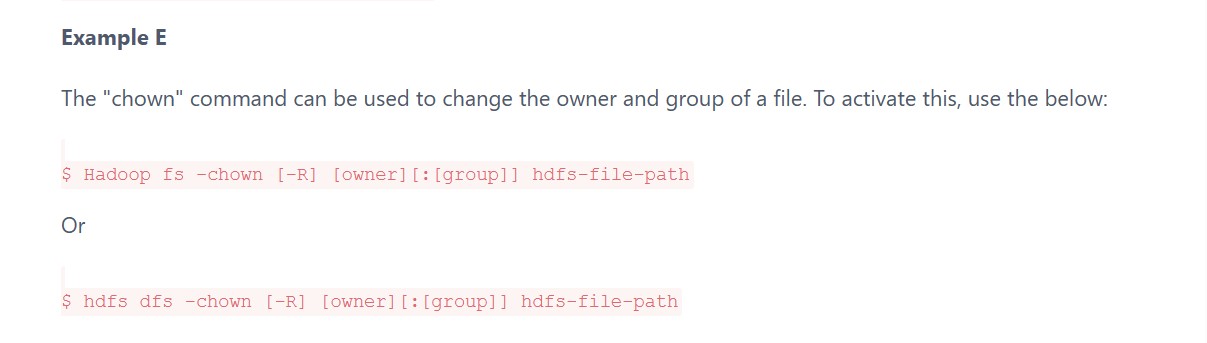 Example E
The "chown" command can be used to change the owner and group of a file. To activate this, use the below:
$ Hadoop fs -chown [-R] [owner][:[group]] hdfs-file-path
Or
$ hdfs dfs -chown [-R] [owner][:[group]] hdfs-file-path